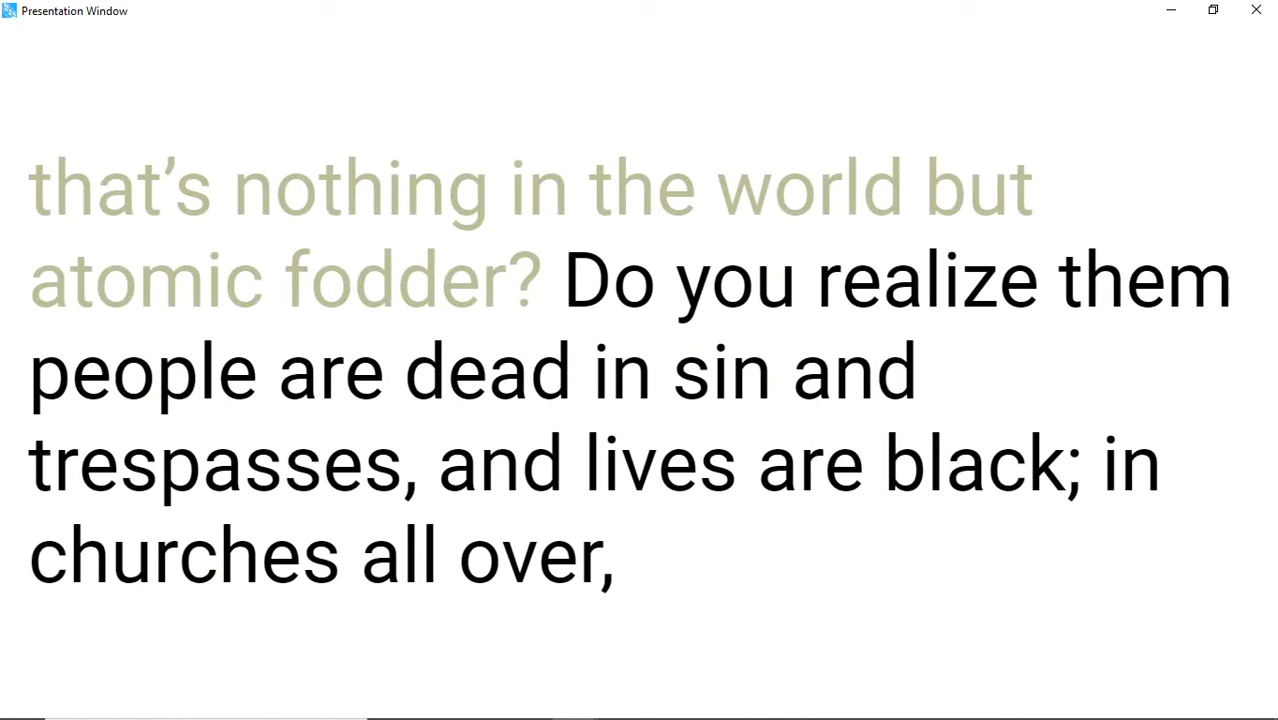 Presentation Window
that’s nothing in the world but
atomic fodder? Do you realize them
people are dead in sin and
trespasses, and lives are black; in
churches all over,